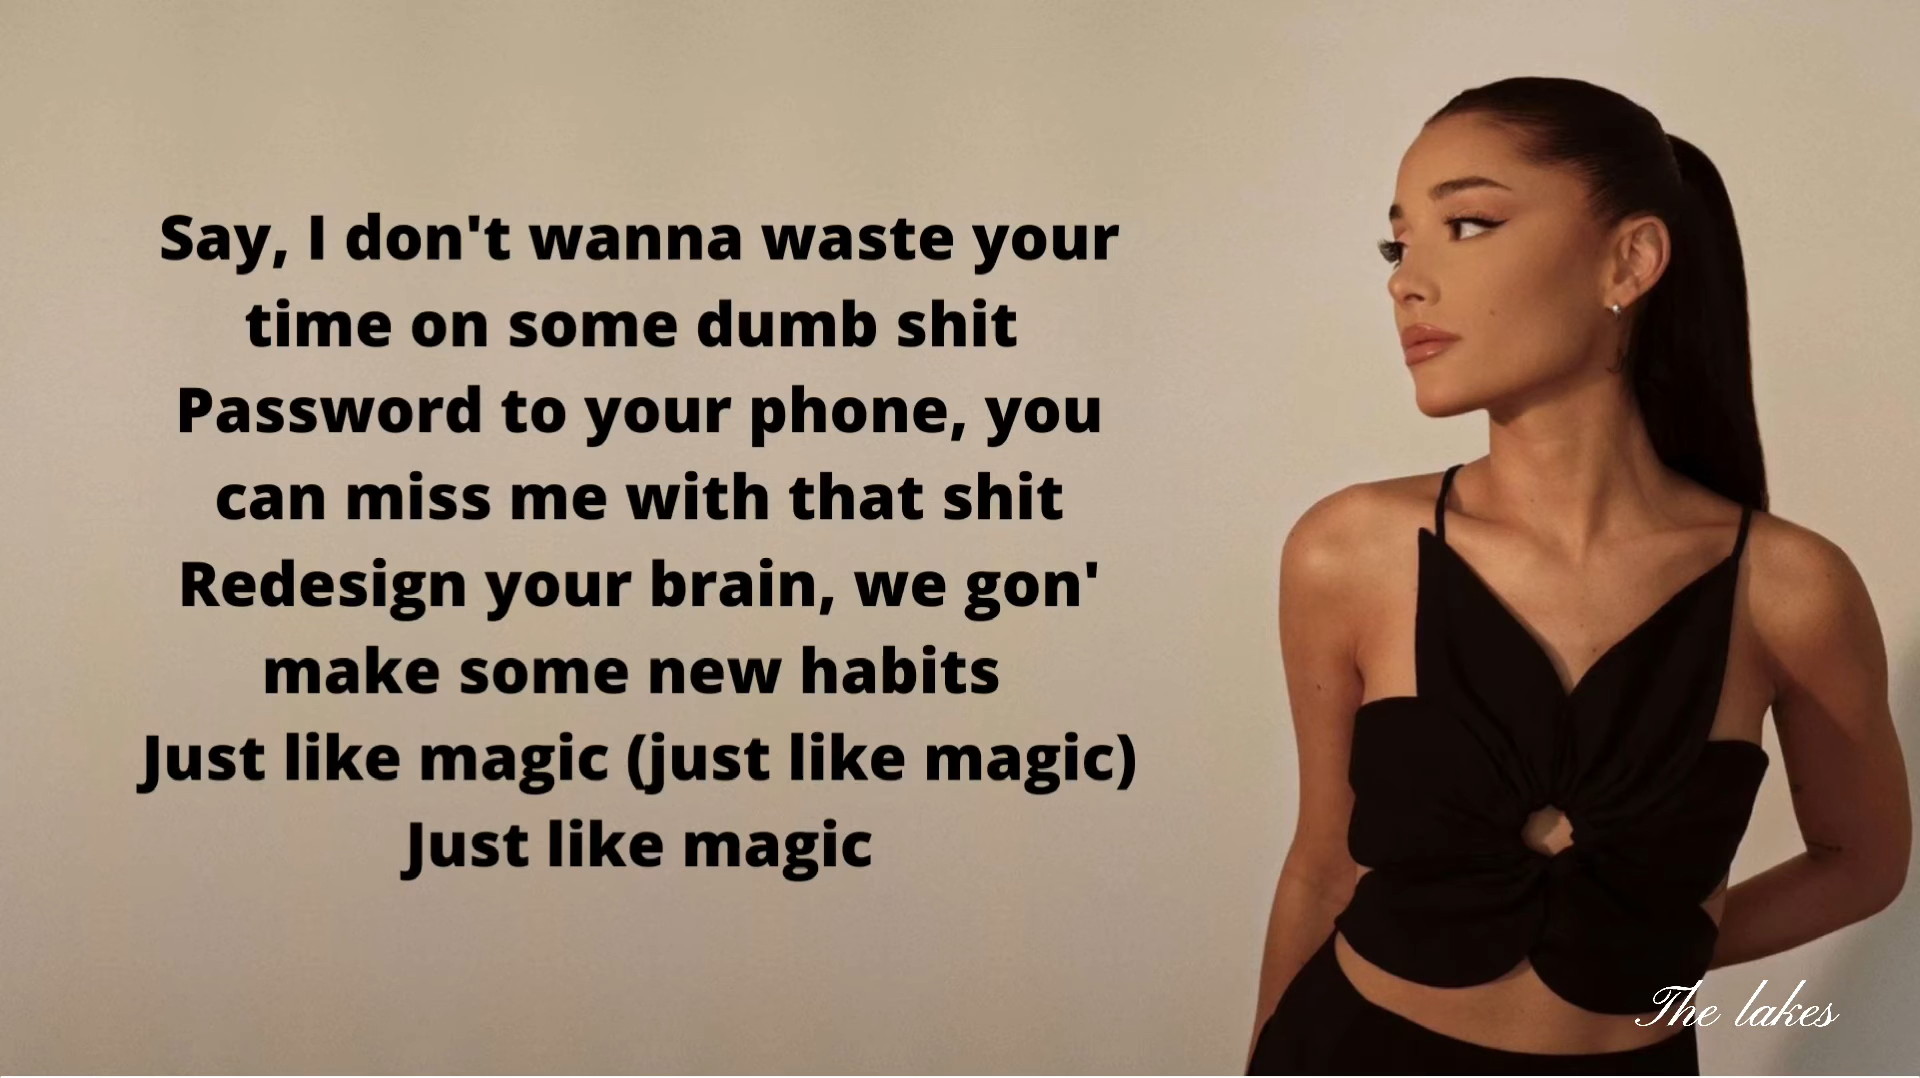 Say, I don't wanna waste your
time on some dumb shit
Password to your phone, you
can miss me with that shit
Redesign your brain, we gon'
make some new habits
Just like magic (just like magic)
Just like magic
The lakes